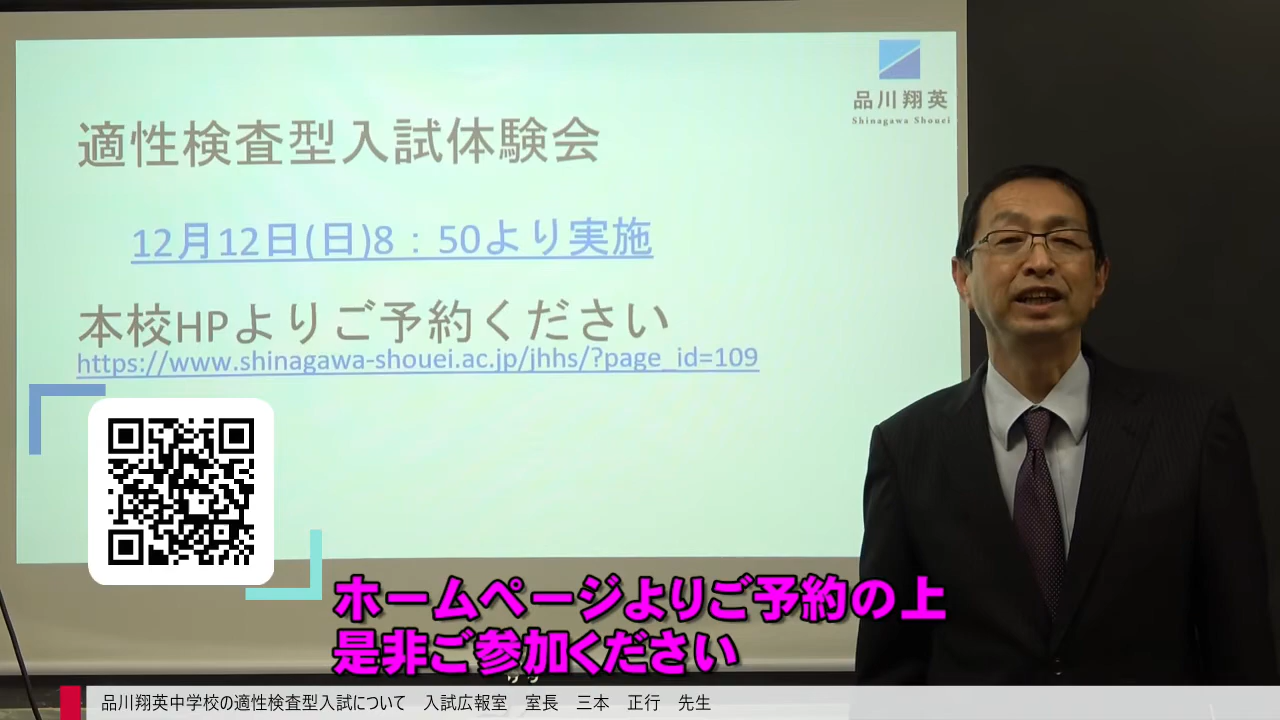 品川翔英
Shinagawa Shouei
適性検査型入試体験会
12月12日(日)8：50より実施
本校HPよりご予約ください
https://www.shinagawa-shouei.ac.jp/jhhs/?page_id=109
ホームページよりご予約の上
是非ご参加ください
品川翔英中学校の適性検査型入試について　入試広報室　室長　三本　正行　先生